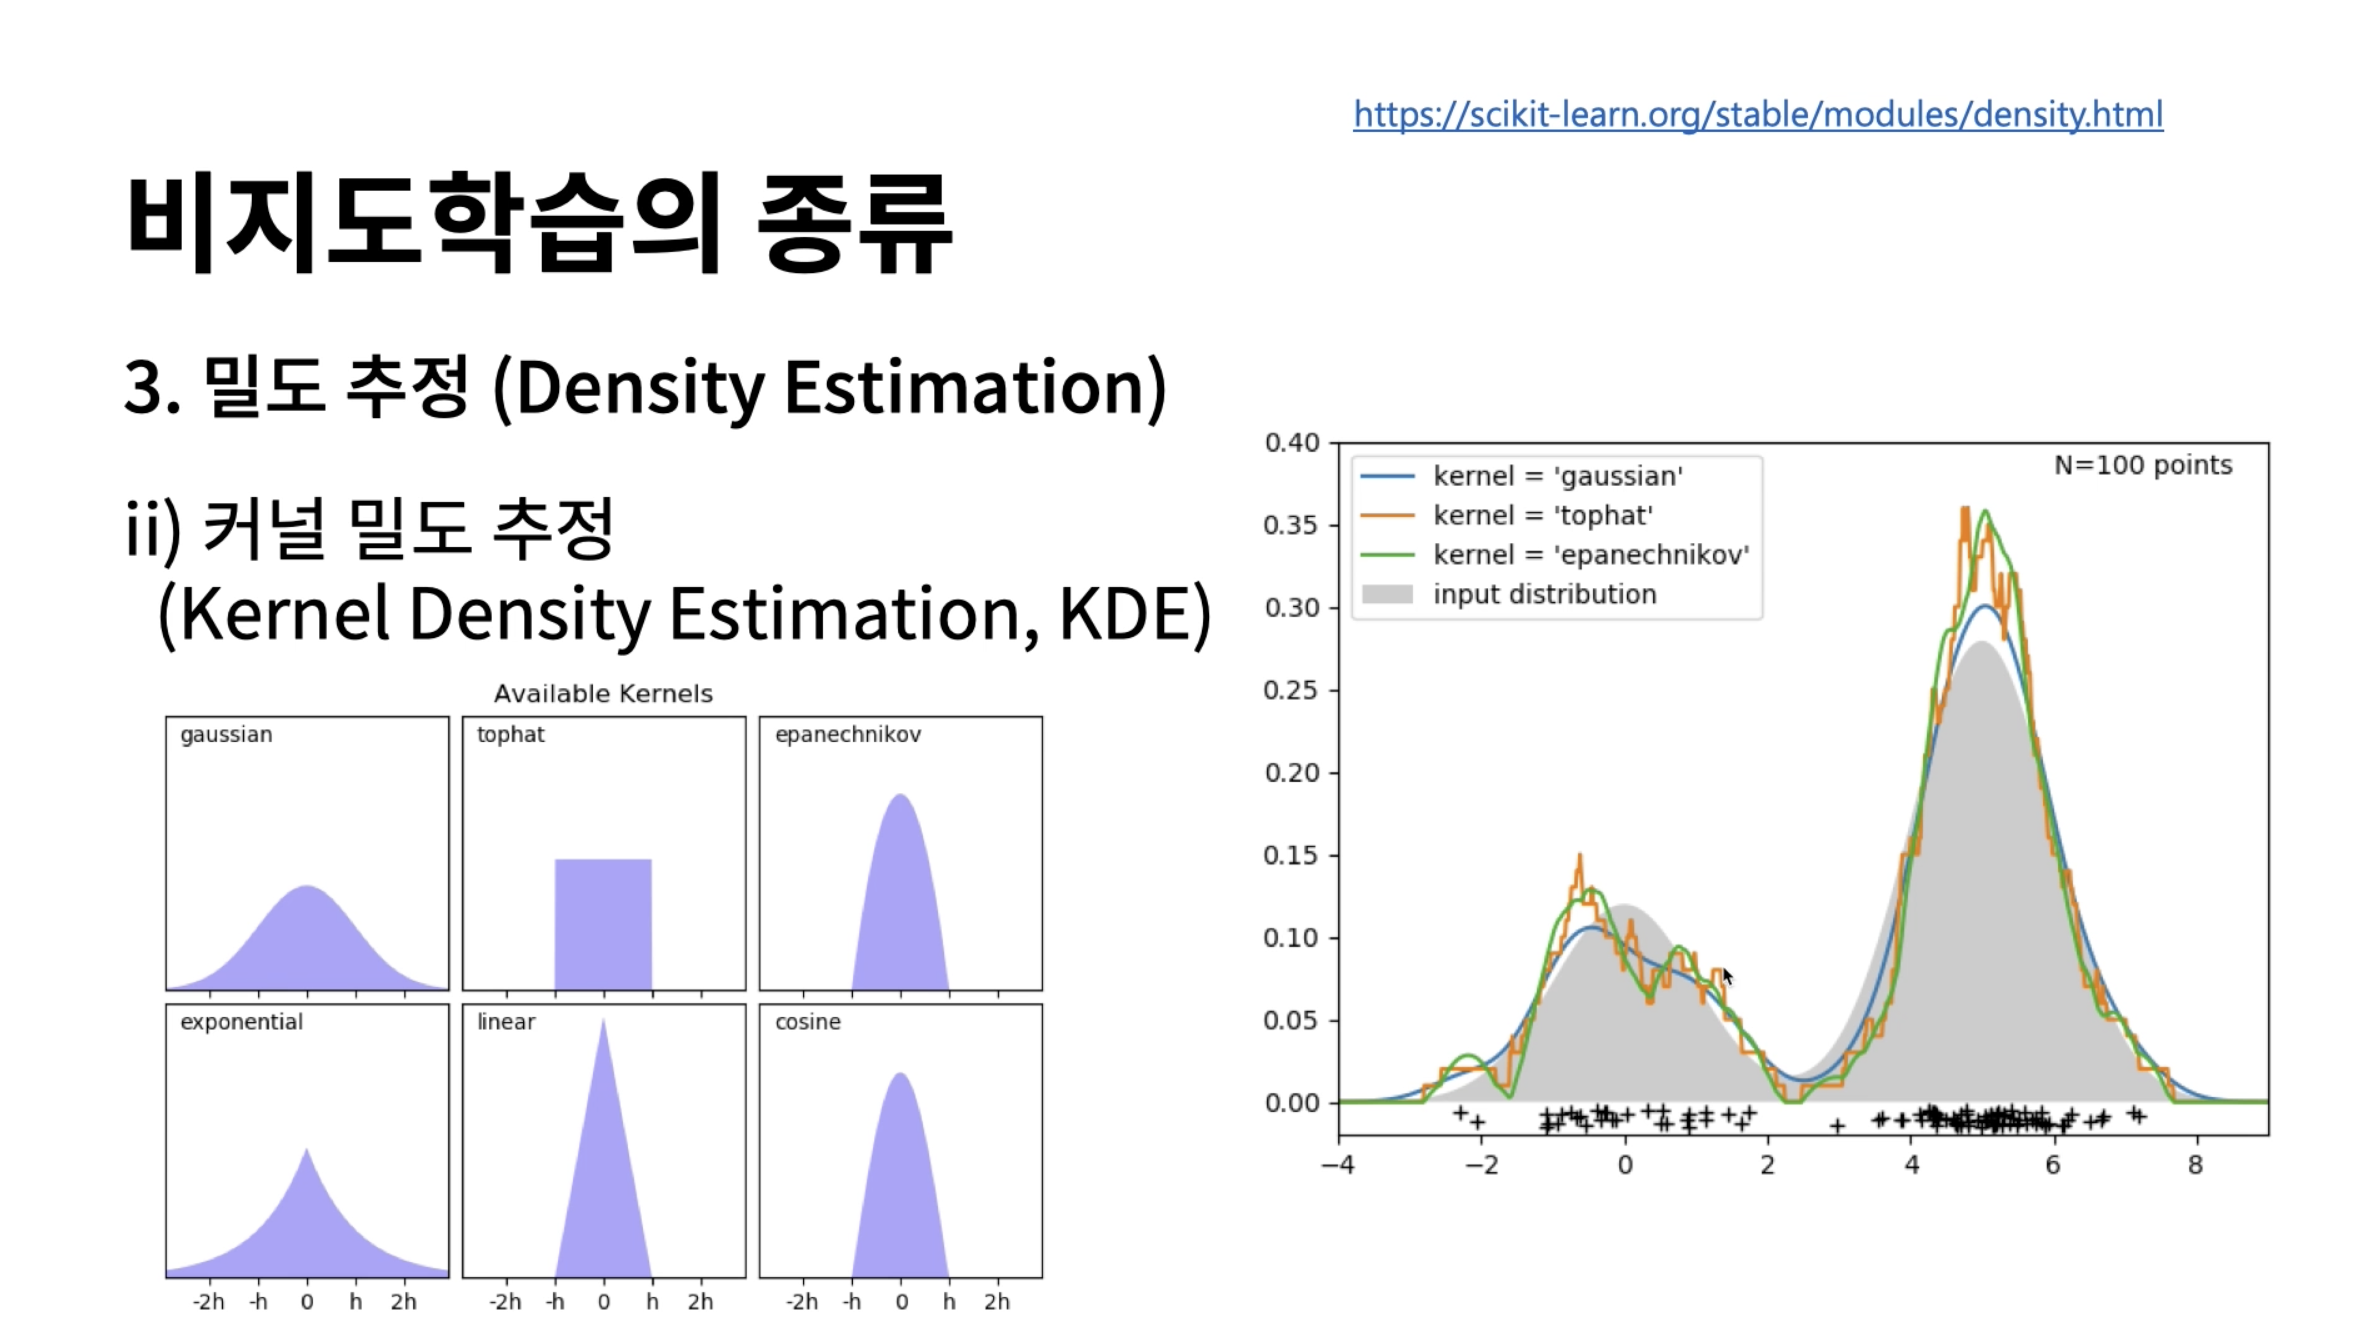 https://scikit-learn.org/stable/modules/density.html
비지도학습의 종류
3. 밀도 추정 (Density Estimation)
ii) 커널 밀도 추정
(Kernel Density Estimation, KDE)
Available Kernels
gaussian tophat epanechnikov
exponential linear cosine
-2h -h 0 h 2h -2h -h 0 h 2h -2h -h 0 h 2h
0.40
0.35
0.30
0.25
0.20
0.15
0.10
0.05
0.00
kernel = 'gaussian'
kernel = 'tophat'
kernel = 'epanechnikov'
input distribution
N=100 points
−4 −2 0 2 4 6 8